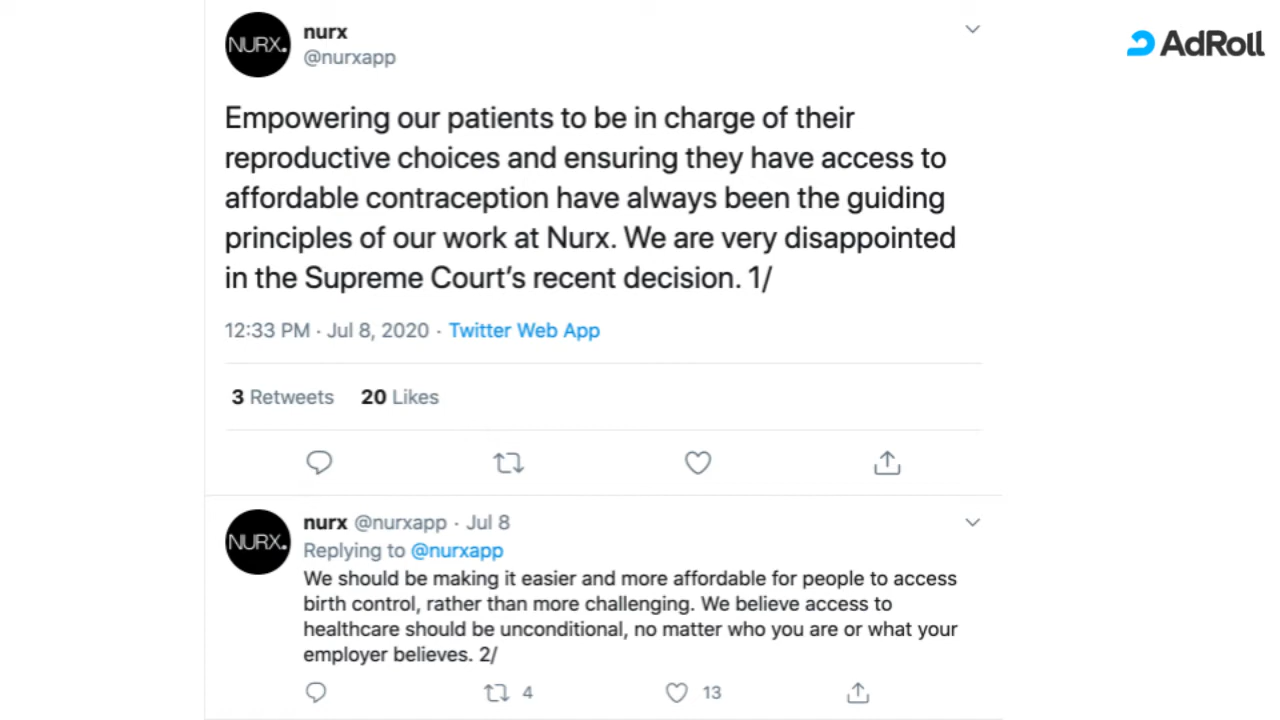 NURX.
nurx
@nurxapp
AdRoll
Empowering our patients to be in charge of their
reproductive choices and ensuring they have access to
affordable contraception have always been the guiding
principles of our work at Nurx. We are very disappointed
in the Supreme Court's recent decision. 1/
12:33 PM · Jul 8, 2020 · Twitter Web App
3 Retweets 20 Likes
NURX.
nurx @nurxapp · Jul 8
Replying to @nurxapp
We should be making it easier and more affordable for people to access
birth control, rather than more challenging. We believe access to
healthcare should be unconditional, no matter who you are or what your
employer believes. 2/
4 13